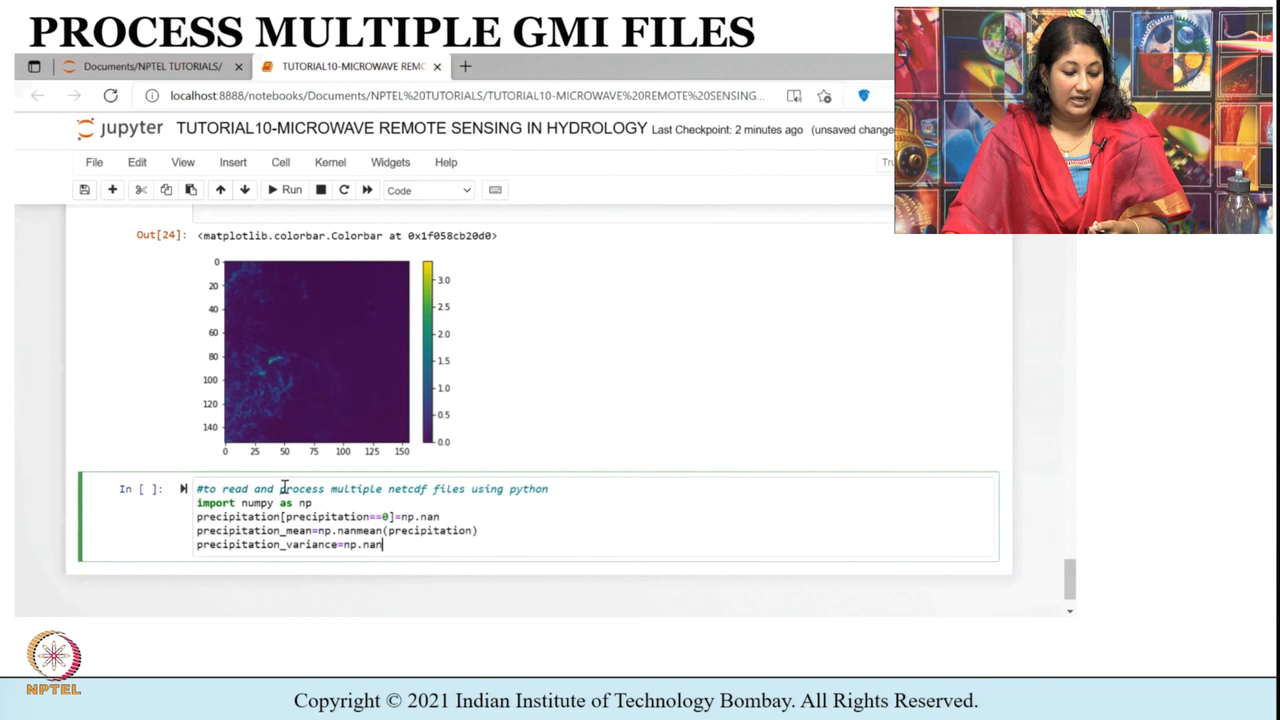 PROCESS MULTIPLE GMI FILES
Documents/NPTEL TUTORIALS/
TUTORIAL10-MICROWAVE REMO
localhost:8888/notebooks/Documents/NPTEL%20TUTORIALS/TUTORIAL10-MICROWAVE%20REMOTE%20SENSING...
jupyter TUTORIAL10-MICROWAVE REMOTE SENSING IN HYDROLOGY Last Checkpoint: 2 minutes ago (unsaved change
File Edit View Insert Cell Kernel Widgets Help Tru
Run Code
Out[24]: <matplotlib.colorbar.Colorbar at 0x1f058cb20d0>
0
20
40
60
80
100
120
140
0 25 50 75 100 125 150
3.0
2.5
2.0
1.5
1.0
0.5
0.0
In [ ]: #to read and process multiple netcdf files using python
import numpy as np
precipitation[precipitation==0]=np.nan
precipitation_mean=np.nanmean(precipitation)
precipitation_variance=np.nan
NPTEL
Copyright © 2021 Indian Institute of Technology Bombay. All Rights Reserved.